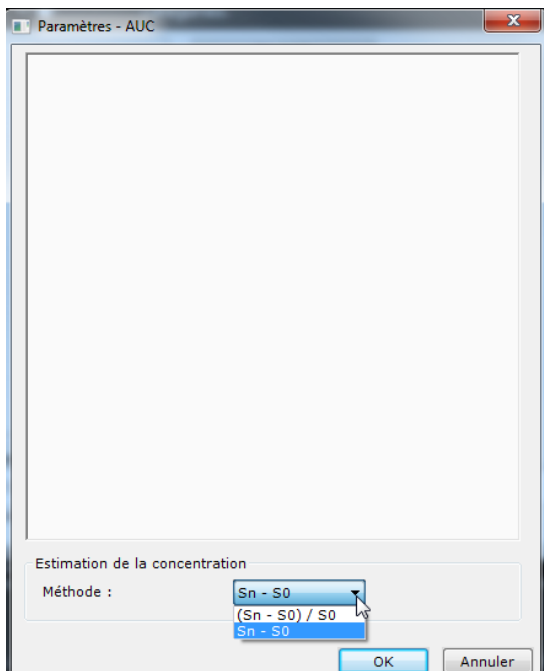 Paramètres - AUC
Estimation de la concentration
Méthode :
Sn - S0
(Sn - S0) / S0
Sn - S0
OK
Annuler